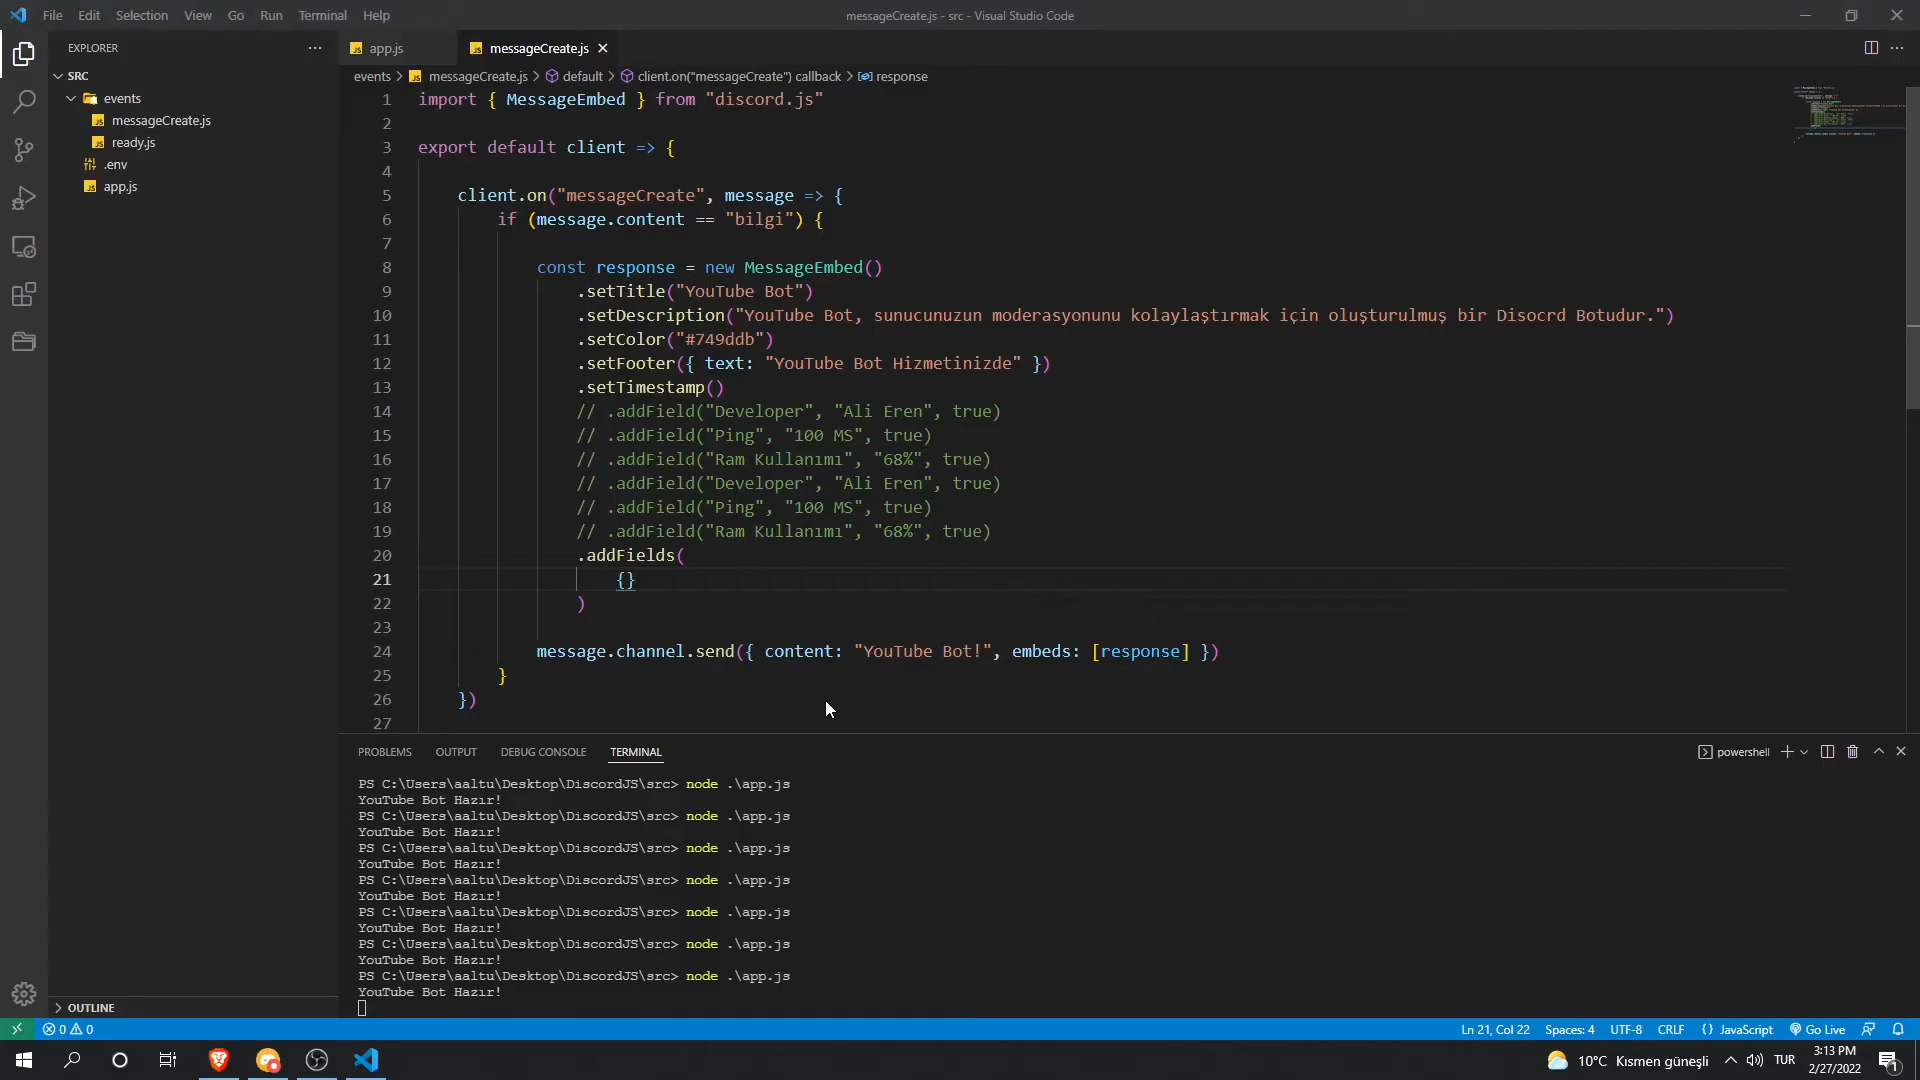 File Edit Selection View Go Run Terminal Help
messageCreate.js - src - Visual Studio Code
EXPLORER
SRC
events
messageCreate.js
ready.js
.env
app.js
OUTLINE
app.js
messageCreate.js
events > messageCreate.js > default > client.on("messageCreate") callback > response
1 import { MessageEmbed } from "discord.js"
2
3 export default client => {
4
5 client.on("messageCreate", message => {
6 if (message.content == "bilgi") {
7
8 const response = new MessageEmbed()
9 .setTitle("YouTube Bot")
10 .setDescription("YouTube Bot, sunucunuzun moderasyonunu kolaylaştırmak için oluşturulmuş bir Disocrd Botudur.")
11 .setColor("#749ddb")
12 .setFooter({ text: "YouTube Bot Hizmetinizde" })
13 .setTimestamp()
14 // .addField("Developer", "Ali Eren", true)
15 // .addField("Ping", "100 MS", true)
16 // .addField("Ram Kullanımı", "68%", true)
17 // .addField("Developer", "Ali Eren", true)
18 // .addField("Ping", "100 MS", true)
19 // .addField("Ram Kullanımı", "68%", true)
20 .addFields(
21 {}
22 )
23
24 message.channel.send({ content: "YouTube Bot!", embeds: [response] })
25 }
26 })
27
PROBLEMS OUTPUT DEBUG CONSOLE TERMINAL
powershell
PS C:\Users\aaltu\Desktop\DiscordJS\src> node .\app.js
YouTube Bot Hazır!
PS C:\Users\aaltu\Desktop\DiscordJS\src> node .\app.js
YouTube Bot Hazır!
PS C:\Users\aaltu\Desktop\DiscordJS\src> node .\app.js
YouTube Bot Hazır!
PS C:\Users\aaltu\Desktop\DiscordJS\src> node .\app.js
YouTube Bot Hazır!
PS C:\Users\aaltu\Desktop\DiscordJS\src> node .\app.js
YouTube Bot Hazır!
PS C:\Users\aaltu\Desktop\DiscordJS\src> node .\app.js
YouTube Bot Hazır!
PS C:\Users\aaltu\Desktop\DiscordJS\src> node .\app.js
YouTube Bot Hazır!
0 0
Ln 21, Col 22 Spaces: 4 UTF-8 CRLF {} JavaScript Go Live
10°C Kısmen güneşli
TUR
3:13 PM
2/27/2022
1